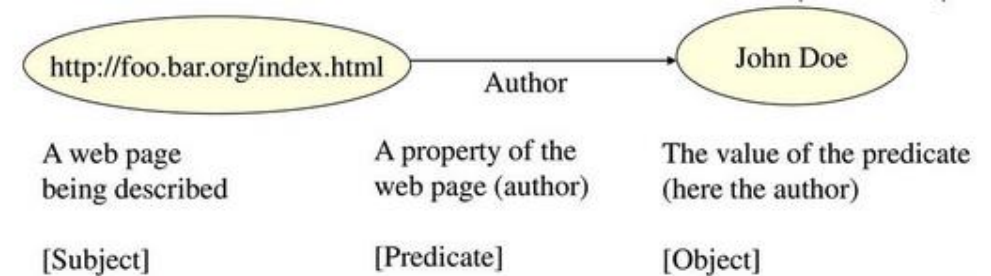 http://foo.bar.org/index.html
Author
John Doe
A web page
being described
[Subject]
A property of the
web page (author)
[Predicate]
The value of the predicate
(here the author)
[Object]